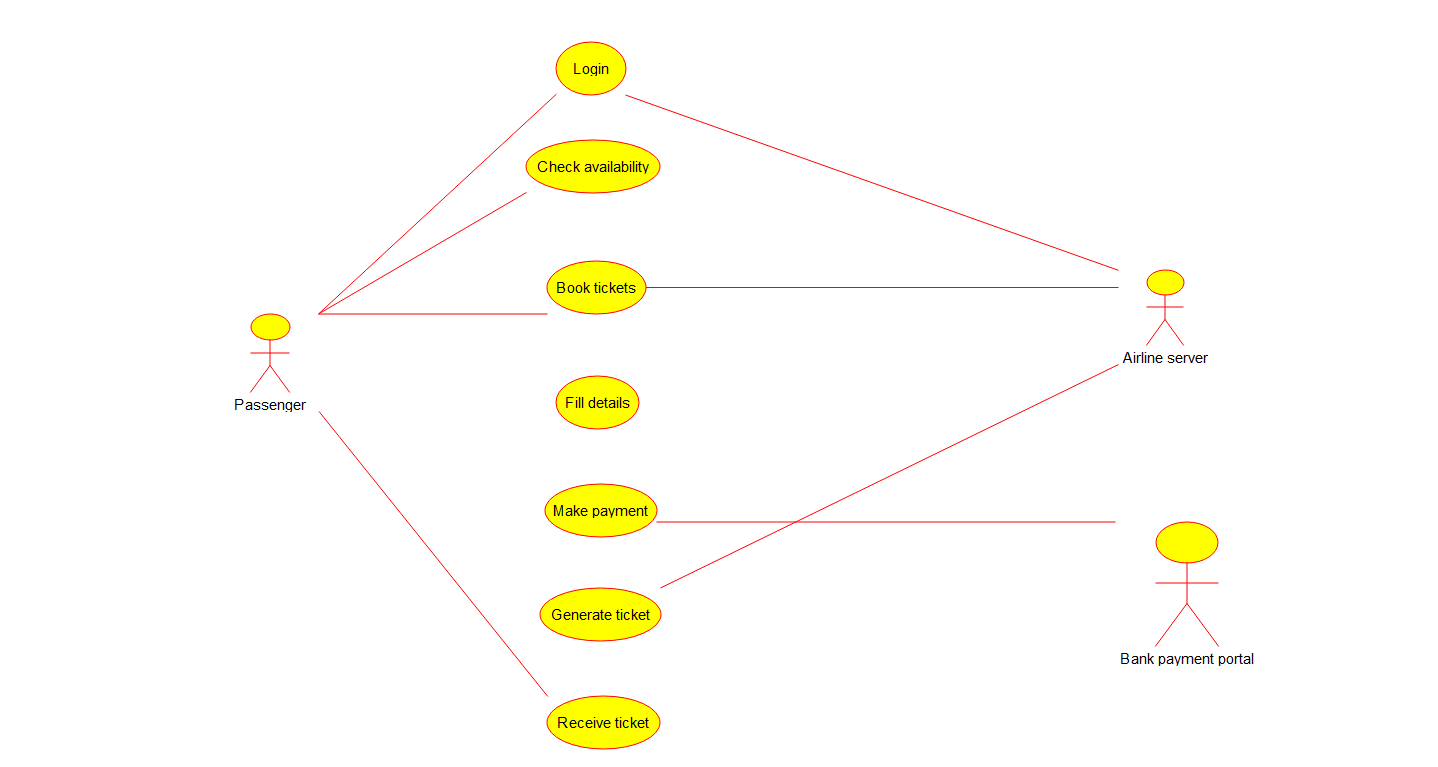 Login
Check availability
Book tickets
Airline server
Passenger
Fill details
Make payment
Generate ticket
Bank payment portal
Receive ticket